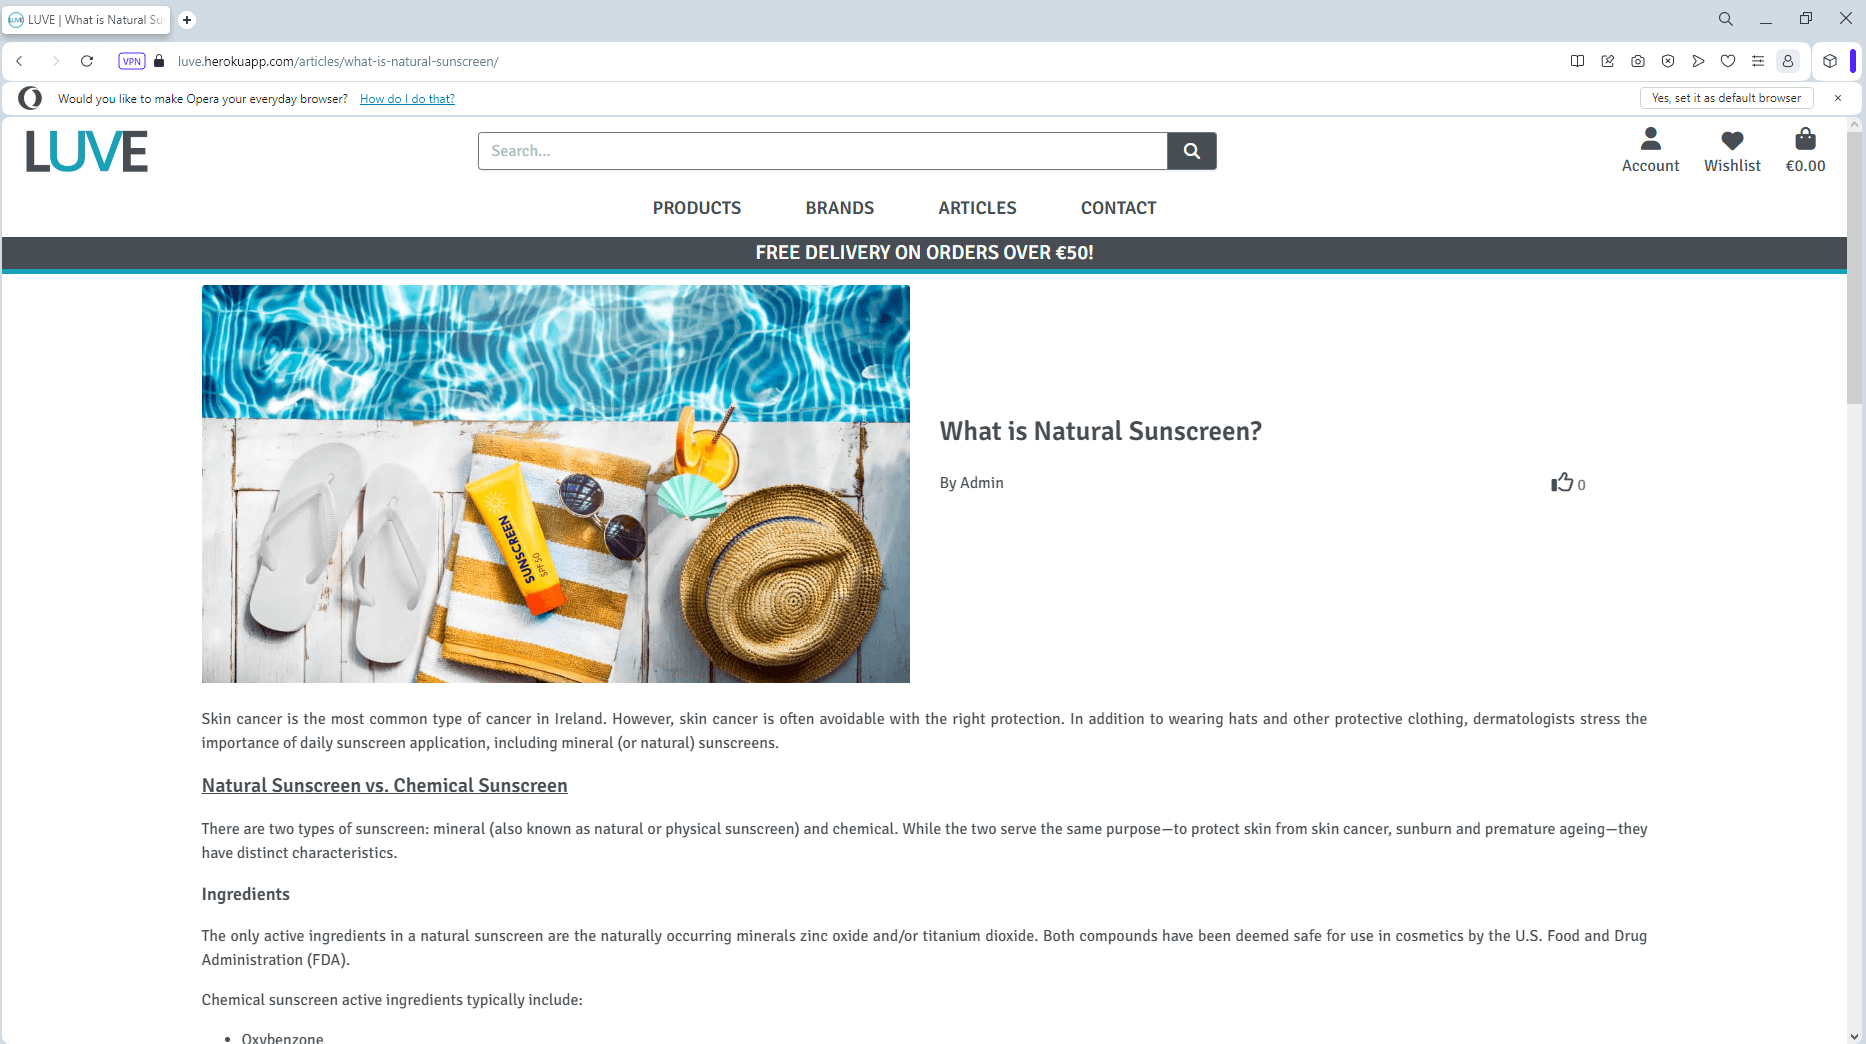 LUVE | What is Natural Su
VPN
luve.herokuapp.com/articles/what-is-natural-sunscreen/
Would you like to make Opera your everyday browser? How do I do that?
Yes, set it as default browser
LUVE
Search...
Account
Wishlist
€0.00
PRODUCTS
BRANDS
ARTICLES
CONTACT
FREE DELIVERY ON ORDERS OVER €50!
SUNSCREEN
SPF50
What is Natural Sunscreen?
By Admin
0
Skin cancer is the most common type of cancer in Ireland. However, skin cancer is often avoidable with the right protection. In addition to wearing hats and other protective clothing, dermatologists stress the
importance of daily sunscreen application, including mineral (or natural) sunscreens.
Natural Sunscreen vs. Chemical Sunscreen
There are two types of sunscreen: mineral (also known as natural or physical sunscreen) and chemical. While the two serve the same purpose—to protect skin from skin cancer, sunburn and premature ageing—they
have distinct characteristics.
Ingredients
The only active ingredients in a natural sunscreen are the naturally occurring minerals zinc oxide and/or titanium dioxide. Both compounds have been deemed safe for use in cosmetics by the U.S. Food and Drug
Administration (FDA).
Chemical sunscreen active ingredients typically include:
• Oxybenzone